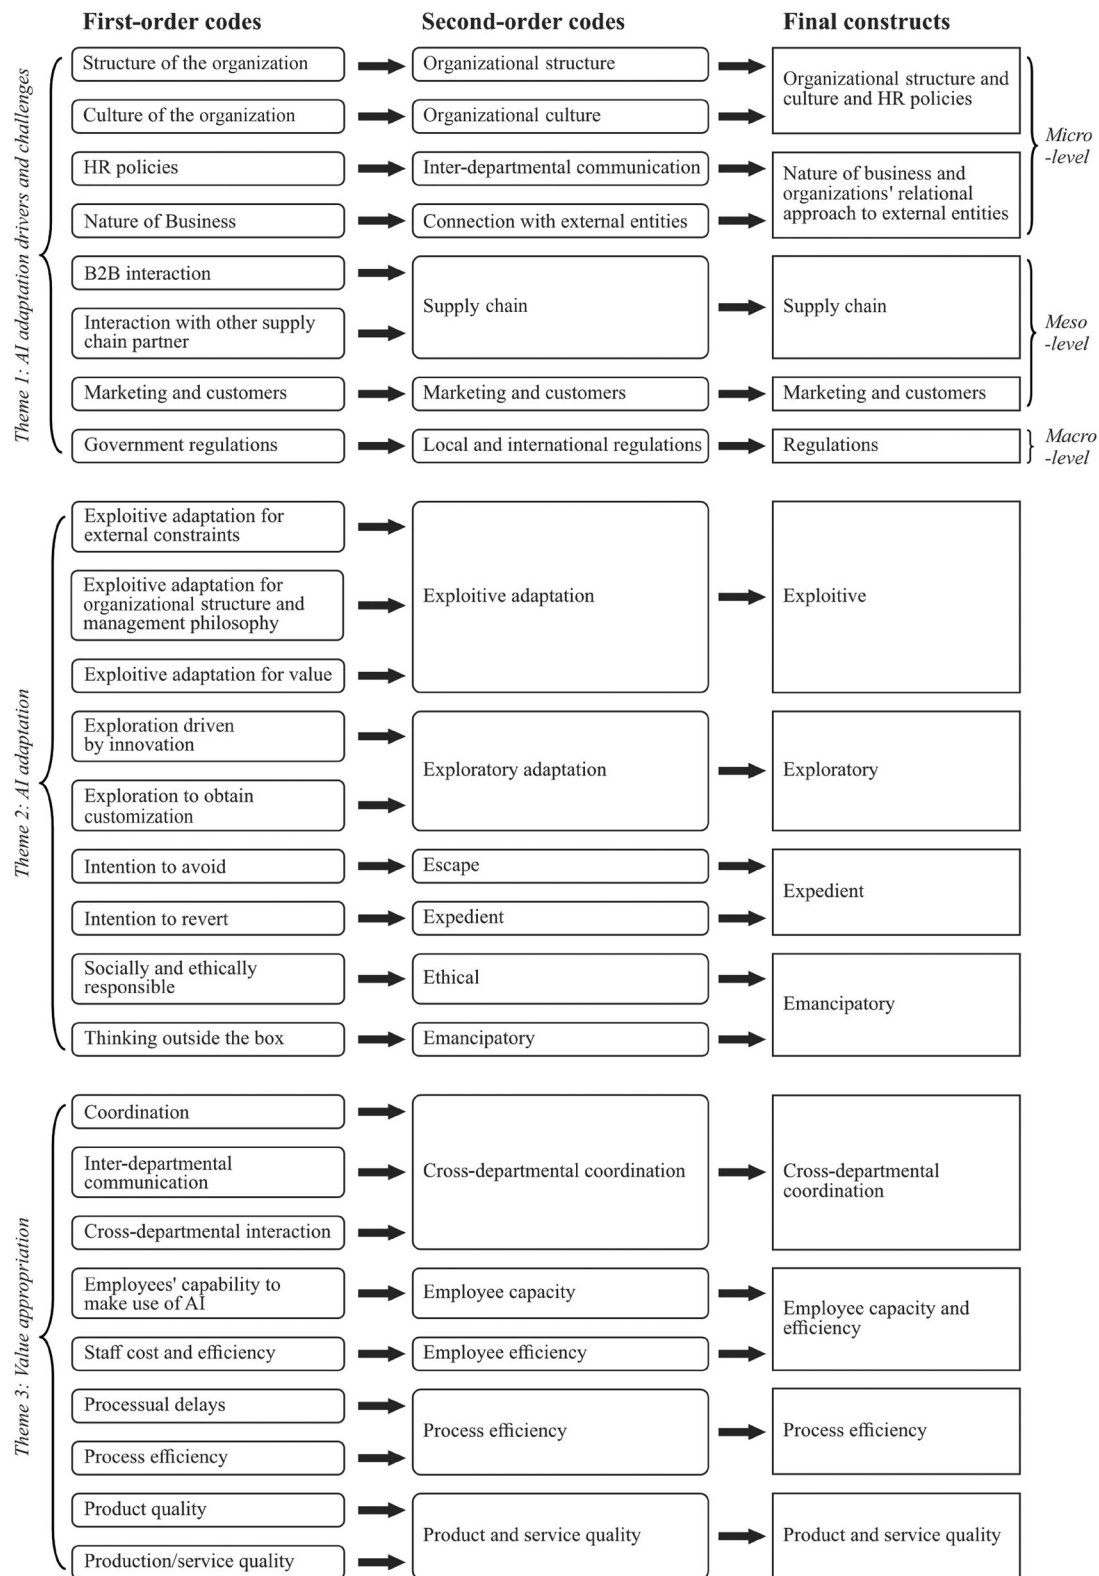 First-order codes
Second-order codes
Final constructs
Theme 1: AI adaptation drivers and challenges
Structure of the organization
Organizational structure
Organizational structure and
culture and HR policies
Culture of the organization
Organizational culture
Micro
-level
HR policies
Inter-departmental communication
Nature of business and
organizations' relational
approach to external entities
Nature of Business
Connection with external entities
B2B interaction
Supply chain
Supply chain
Interaction with other supply
chain partner
Meso
-level
Marketing and customers
Marketing and customers
Marketing and customers
Government regulations
Local and international regulations
Regulations
Macro
-level
Theme 2: AI adaptation
Exploitive adaptation for
external constraints
Exploitive adaptation for
organizational structure and
management philosophy
Exploitive adaptation
Exploitive
Exploitive adaptation for value
Exploration driven
by innovation
Exploratory adaptation
Exploratory
Exploration to obtain
customization
Intention to avoid
Escape
Expedient
Intention to revert
Expedient
Socially and ethically
responsible
Ethical
Emancipatory
Thinking outside the box
Emancipatory
Theme 3: Value appropriation
Coordination
Inter-departmental
communication
Cross-departmental coordination
Cross-departmental
coordination
Cross-departmental interaction
Employees' capability to
make use of AI
Employee capacity
Employee capacity and
efficiency
Staff cost and efficiency
Employee efficiency
Processual delays
Process efficiency
Process efficiency
Process efficiency
Product quality
Product and service quality
Product and service quality
Production/service quality